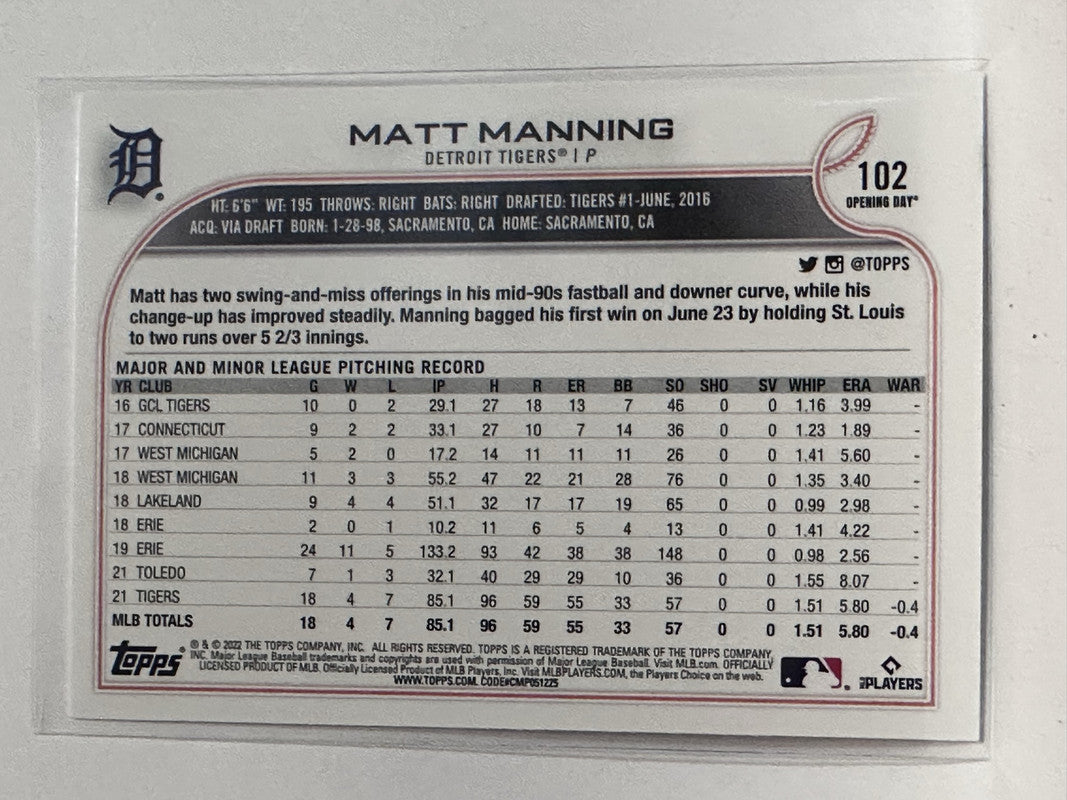 D
MATT MANNING
DETROIT TIGERS® | P
102
OPENING DAY®
HT: 6'6" WT: 195 THROWS: RIGHT BATS: RIGHT DRAFTED: TIGERS #1-JUNE, 2016
ACQ: VIA DRAFT BORN: 1-28-98, SACRAMENTO, CA HOME: SACRAMENTO, CA
@TOPPS
Matt has two swing-and-miss offerings in his mid-90s fastball and downer curve, while his
change-up has improved steadily. Manning bagged his first win on June 23 by holding St. Louis
to two runs over 5 2/3 innings.
MAJOR AND MINOR LEAGUE PITCHING RECORD
YR CLUB G W L IP H R ER BB SO SHO SV WHIP ERA WAR
16 GCL TIGERS 10 0 2 29.1 27 18 13 7 46 0 0 1.16 3.99 -
17 CONNECTICUT 9 2 2 33.1 27 10 7 14 36 0 0 1.23 1.89 -
17 WEST MICHIGAN 5 2 0 17.2 14 11 11 11 26 0 0 1.41 5.60 -
18 WEST MICHIGAN 11 3 3 55.2 47 22 21 28 76 0 0 1.35 3.40 -
18 LAKELAND 9 4 4 51.1 32 17 17 19 65 0 0 0.99 2.98 -
18 ERIE 2 0 1 10.2 11 6 5 4 13 0 0 1.41 4.22 -
19 ERIE 24 11 5 133.2 93 42 38 38 148 0 0 0.98 2.56 -
21 TOLEDO 7 1 3 32.1 40 29 29 10 36 0 0 1.55 8.07 -
21 TIGERS 18 4 7 85.1 96 59 55 33 57 0 0 1.51 5.80 -0.4
MLB TOTALS 18 4 7 85.1 96 59 55 33 57 0 0 1.51 5.80 -0.4
Topps
® & © 2022 THE TOPPS COMPANY, INC. ALL RIGHTS RESERVED. TOPPS IS A REGISTERED TRADEMARK OF THE TOPPS COMPANY,
INC. Major League Baseball trademarks and copyrights are used with permission of Major League Baseball. Visit MLB.com. OFFICIALLY
LICENSED PRODUCT OF MLB. Officially Licensed Product of MLB Players, Inc. Visit MLBPLAYERS.COM, the Players Choice on the web.
WWW.TOPPS.COM. CODE#CMP051225
MLBPLAYERS